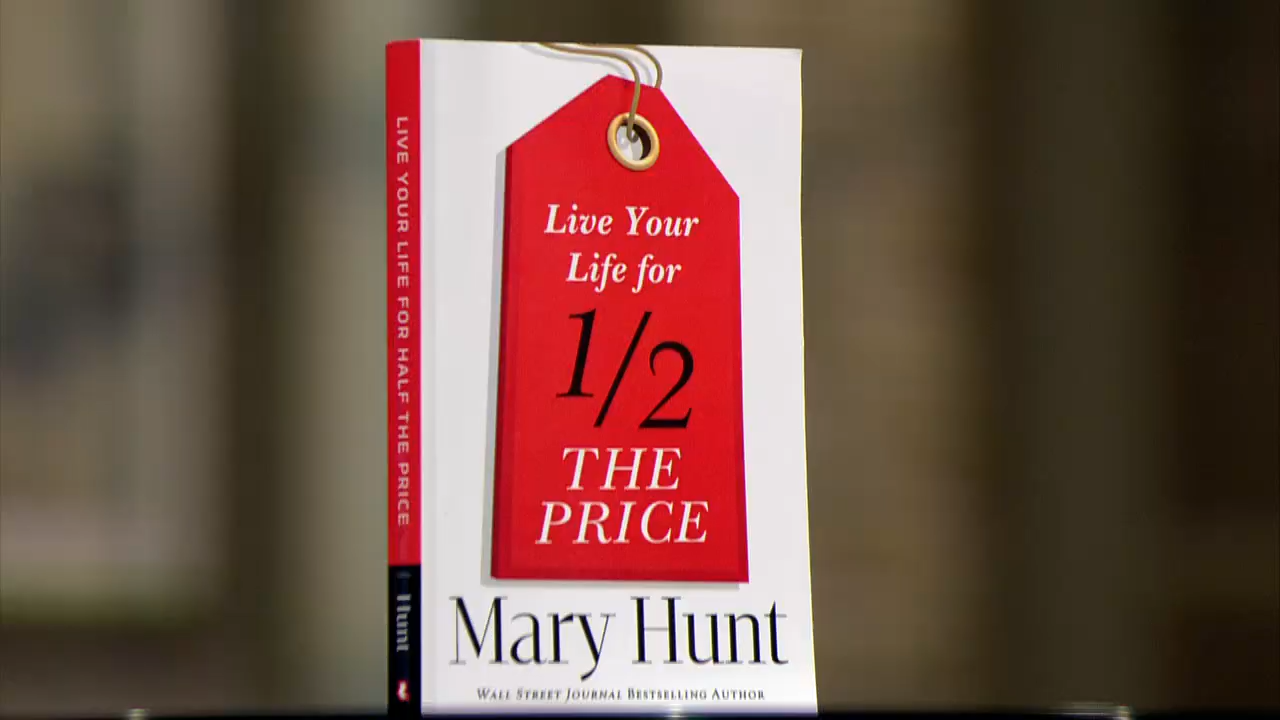 LIVE YOUR LIFE FOR HALF THE PRICE
Hunt
Live Your
Life for
1/2
THE
PRICE
Mary Hunt
WALL STREET JOURNAL BESTSELLING AUTHOR